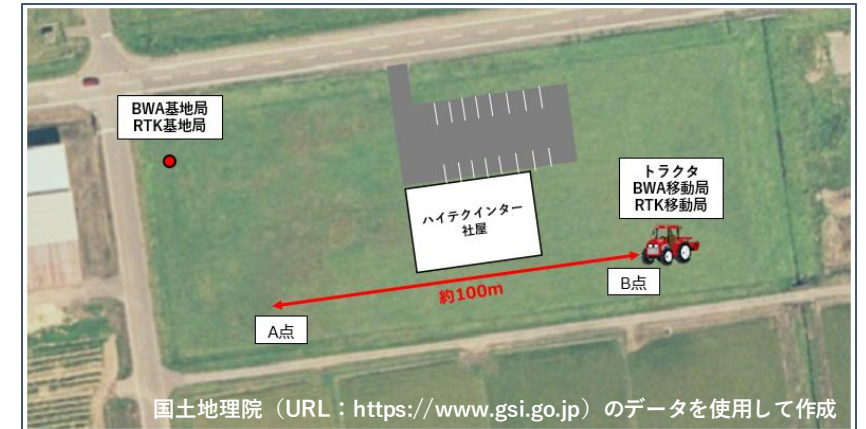 BWA基地局
RTK基地局
トラクタ
BWA移動局
RTK移動局
ハイテクインター
社屋
約100m
B点
A点
国土地理院（URL：https://www.gsi.go.jp）のデータを使用して作成